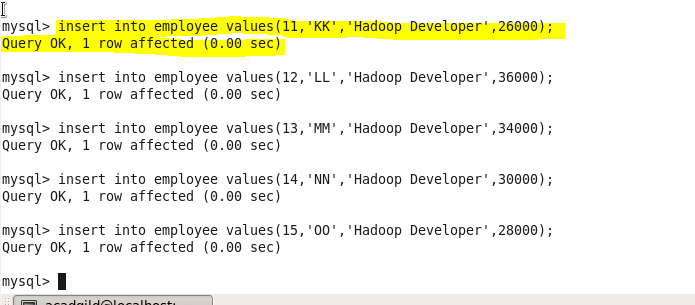 mysql> insert into employee values(11,'KK','Hadoop Developer',26000);
Query OK, 1 row affected (0.00 sec)
mysql> insert into employee values(12,'LL','Hadoop Developer',36000);
Query OK, 1 row affected (0.00 sec)
mysql> insert into employee values(13,'MM','Hadoop Developer',34000);
Query OK, 1 row affected (0.00 sec)
mysql> insert into employee values(14,'NN','Hadoop Developer',30000);
Query OK, 1 row affected (0.00 sec)
mysql> insert into employee values(15,'OO','Hadoop Developer',28000);
Query OK, 1 row affected (0.00 sec)
mysql>
acadgild@localhost: